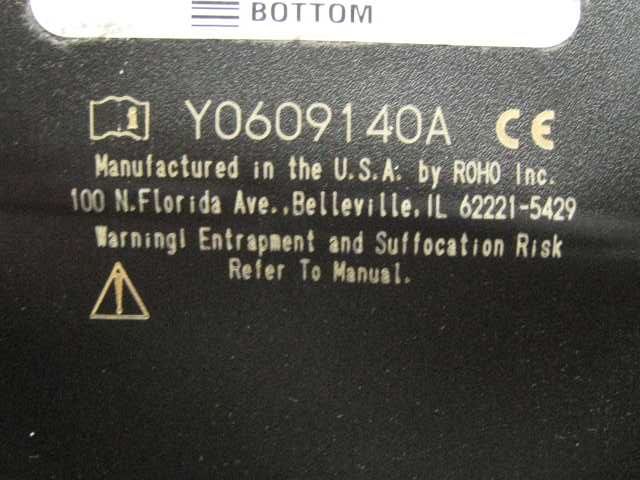 BOTTOM
Y0609140A CE
Manufactured in the U.S.A. by ROHO Inc.
100 N.Florida Ave.,Belleville,IL 62221-5429
Warning! Entrapment and Suffocation Risk
Refer To Manual.